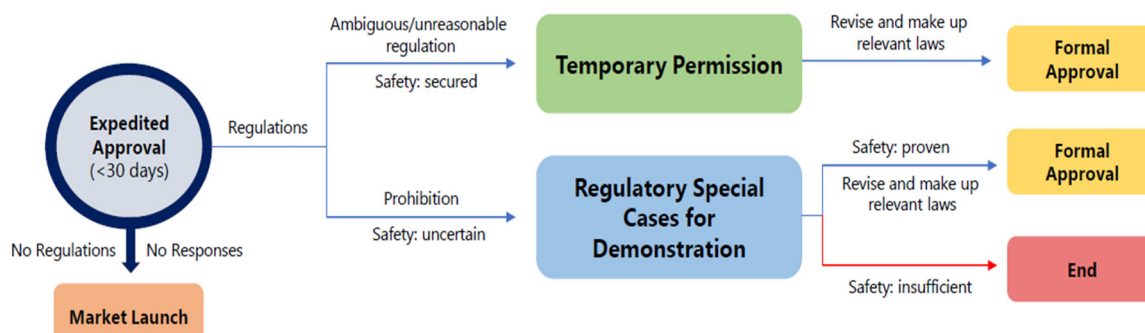 Ambiguous/unreasonable
regulation
Safety: secured
Temporary Permission
Revise and make up
relevant laws
Formal
Approval
Expedited
Approval
(<30 days)
Regulations
Prohibition
Safety: uncertain
Regulatory Special
Cases for
Demonstration
Safety: proven
Revise and make up
relevant laws
Formal
Approval
Safety: insufficient
End
No Regulations
No Responses
Market Launch